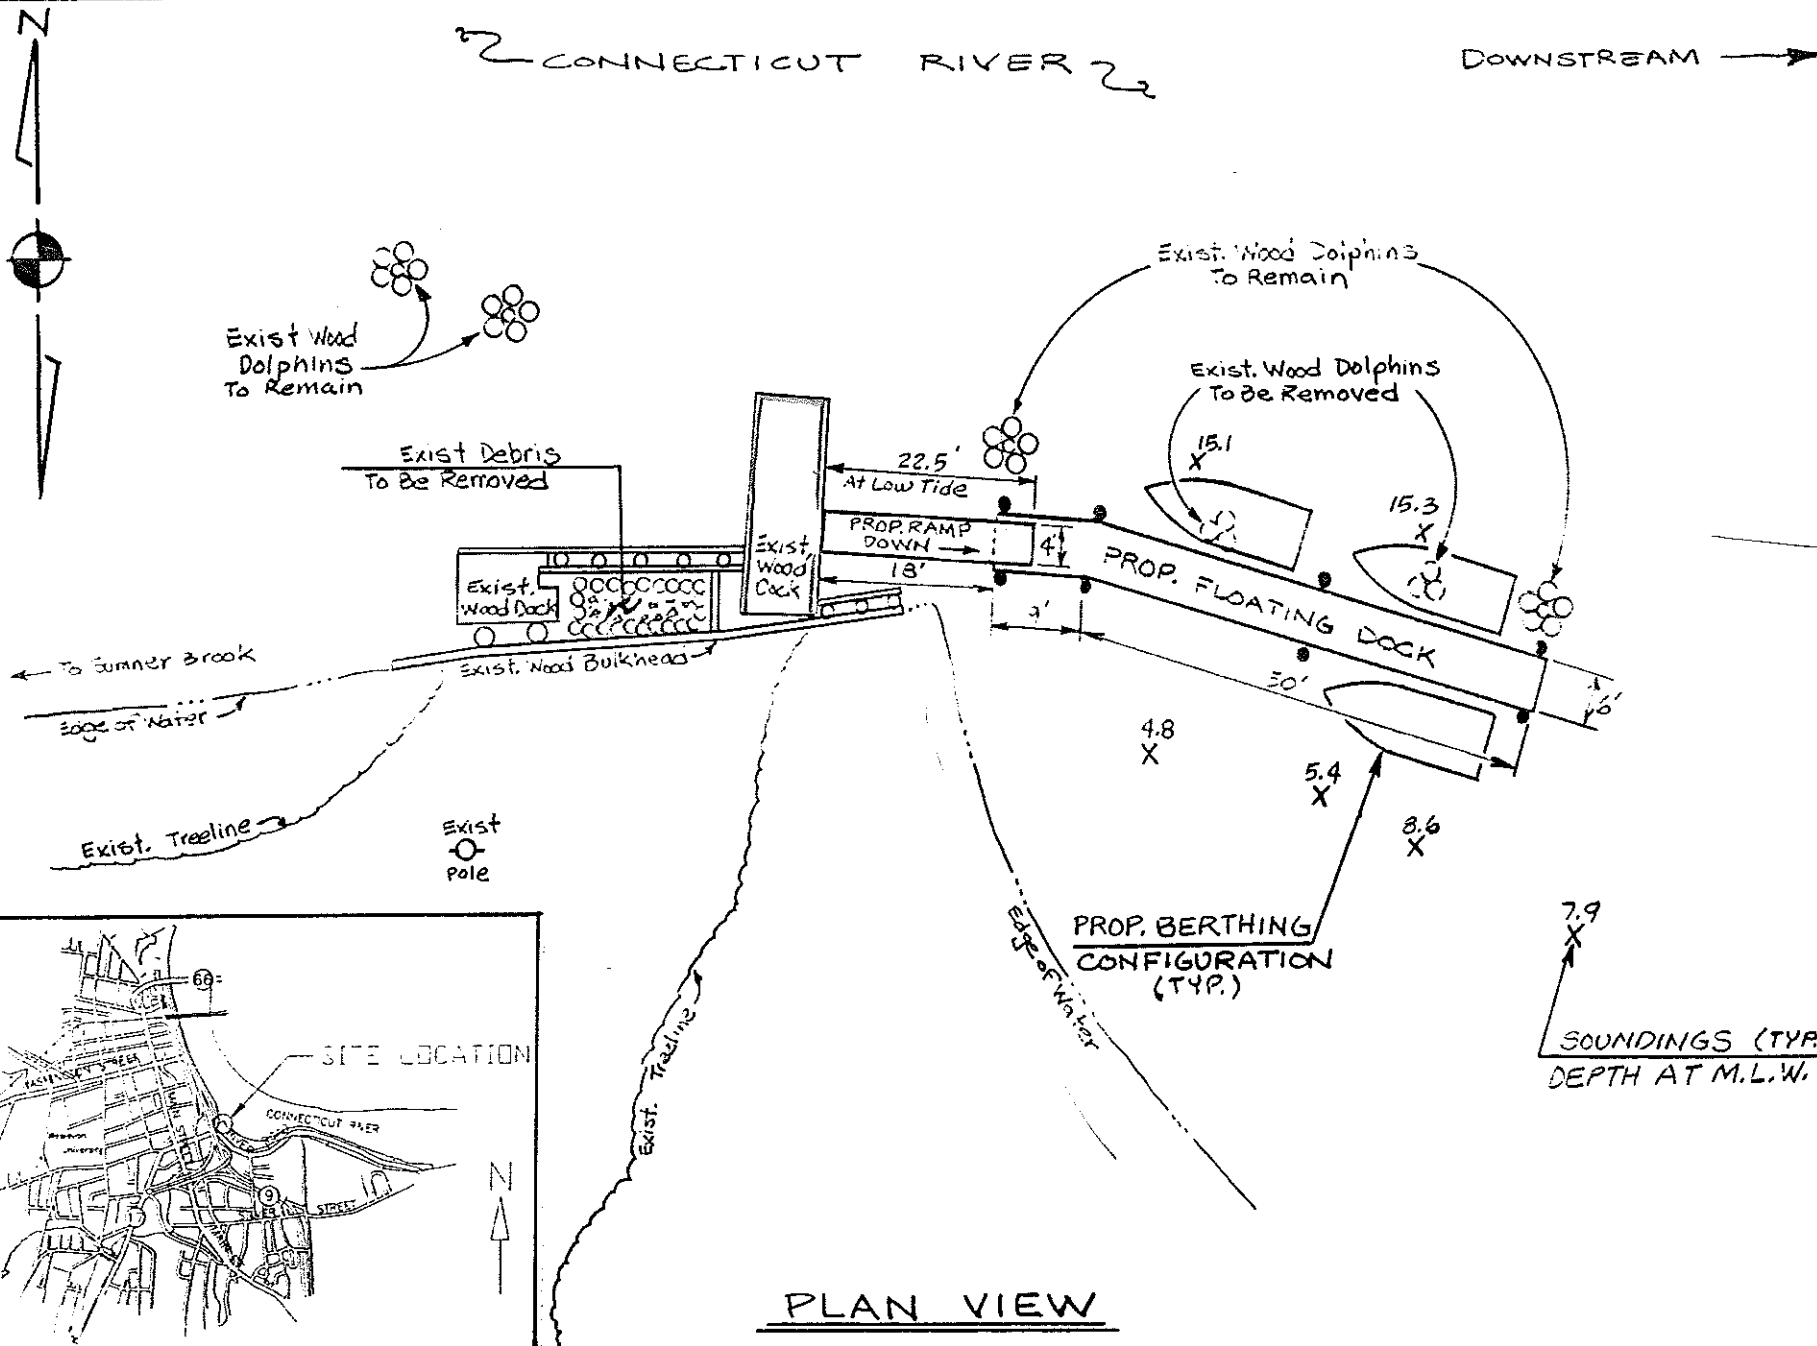 N
CONNECTICUT RIVER
DOWNSTREAM
Exist. Wood Dolphins
To Remain
Exist Wood
Dolphins
To Remain
Exist. Wood Dolphins
To Be Removed
15.1
15.3
Exist Debris
To Be Removed
22.5'
At Low Tide
PROP. RAMP
DOWN
4'
18'
9'
Exist.
Wood
Exist.
Wood Dock
PROP. FLOATING DOCK
To Sumner Brook
Exist. Wood Bulkhead
Edge of Water
6'
4.8
5.4
8.6
7.9
Exist. Treeline
Exist
pole
PROP. BERTHING
CONFIGURATION
(TYP.)
Edge of Water
Exist. Treeline
SOUNDINGS (TYP.
DEPTH AT M.L.W.
66
SITE LOCATION
CONNECTICUT RIVER
9
STREET
N
PLAN VIEW